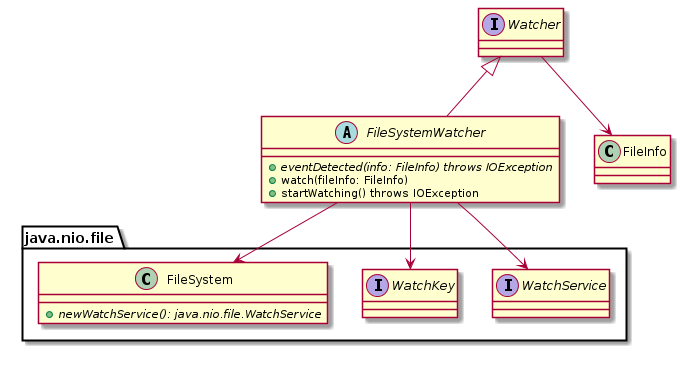 I Watcher
A FileSystemWatcher
eventDetected(info: FileInfo) throws IOException
watch(fileInfo: FileInfo)
startWatching() throws IOException
C FileInfo
java.nio.file
C FileSystem
newWatchService(): java.nio.file.WatchService
I WatchKey
I WatchService